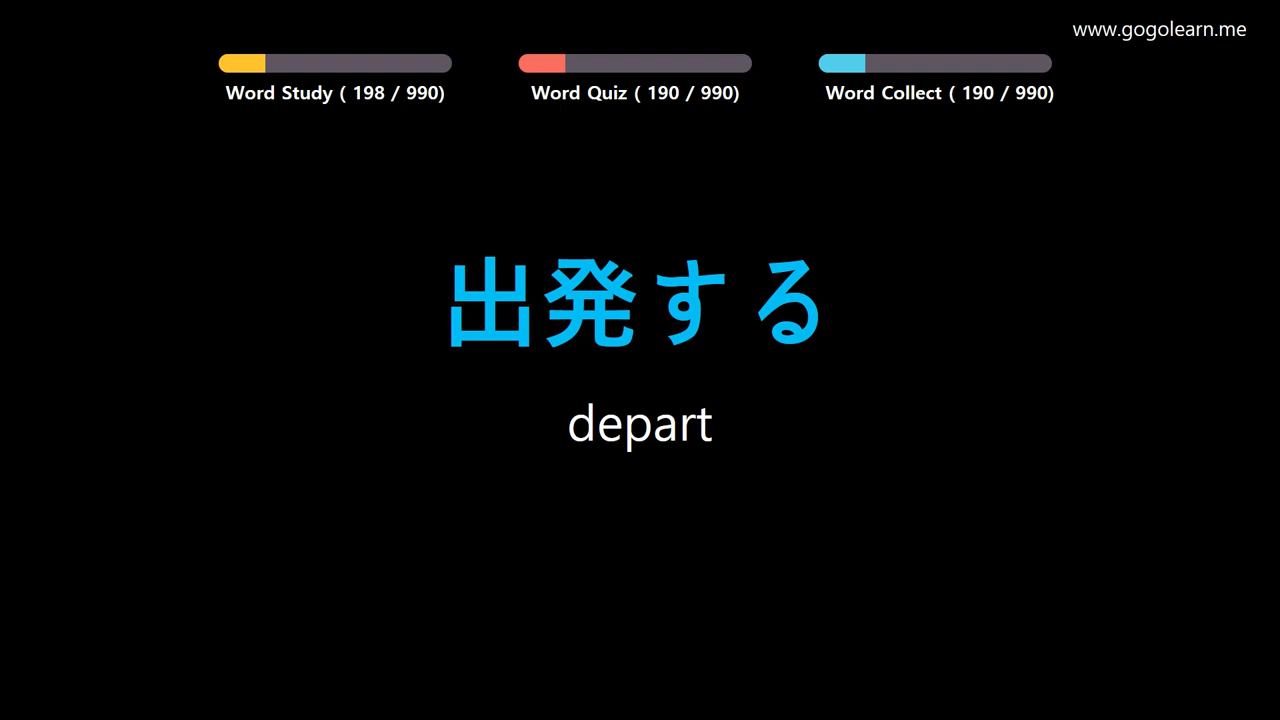 www.gogolearn.me
Word Study ( 198 / 990)
Word Quiz ( 190 / 990)
Word Collect ( 190 / 990)
出発する
depart